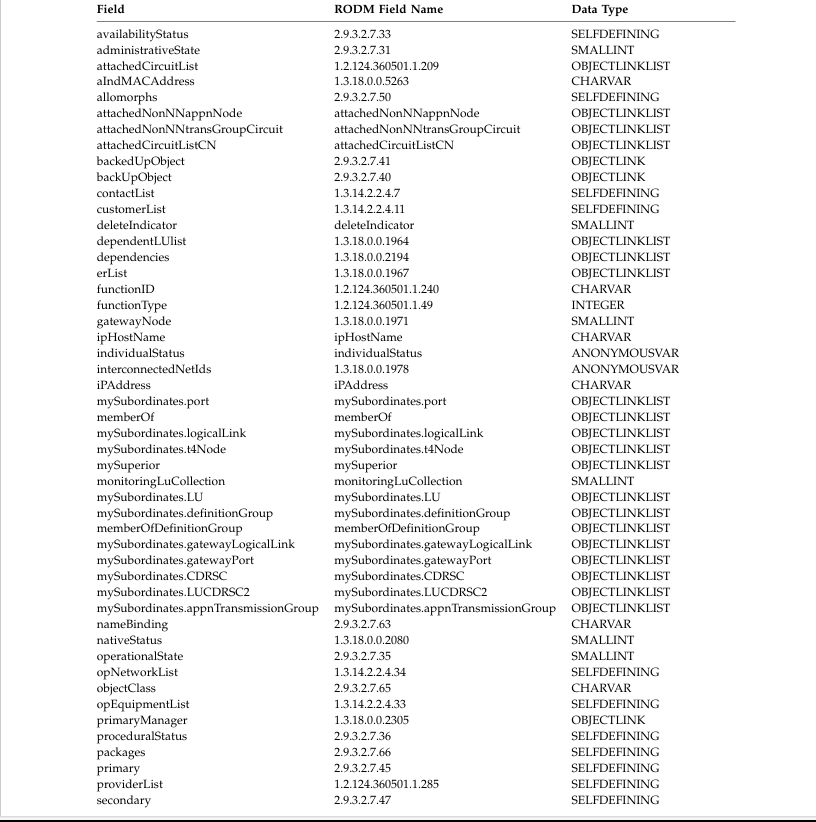 Field RODM Field Name Data Type
availabilityStatus 2.9.3.2.7.33 SELFDEFINING
administrativeState 2.9.3.2.7.31 SMALLINT
attachedCircuitList 1.2.124.360501.1.209 OBJECTLINKLIST
aIndMACAddress 1.3.18.0.0.5263 CHARVAR
allomorphs 2.9.3.2.7.50 SELFDEFINING
attachedNonNNappnNode attachedNonNNappnNode OBJECTLINKLIST
attachedNonNNtransGroupCircuit attachedNonNNtransGroupCircuit OBJECTLINKLIST
attachedCircuitListCN attachedCircuitListCN OBJECTLINKLIST
backedUpObject 2.9.3.2.7.41 OBJECTLINK
backUpObject 2.9.3.2.7.40 OBJECTLINK
contactList 1.3.14.2.2.4.7 SELFDEFINING
customerList 1.3.14.2.2.4.11 SELFDEFINING
deleteIndicator deleteIndicator SMALLINT
dependentLUlist 1.3.18.0.0.1964 OBJECTLINKLIST
dependencies 1.3.18.0.0.2194 OBJECTLINKLIST
erList 1.3.18.0.0.1967 OBJECTLINKLIST
functionID 1.2.124.360501.1.240 CHARVAR
functionType 1.2.124.360501.1.49 INTEGER
gatewayNode 1.3.18.0.0.1971 SMALLINT
ipHostName ipHostName CHARVAR
individualStatus individualStatus ANONYMOUSVAR
interconnectedNetIds 1.3.18.0.0.1978 ANONYMOUSVAR
iPAddress iPAddress CHARVAR
mySubordinates.port mySubordinates.port OBJECTLINKLIST
memberOf memberOf OBJECTLINKLIST
mySubordinates.logicalLink mySubordinates.logicalLink OBJECTLINKLIST
mySubordinates.t4Node mySubordinates.t4Node OBJECTLINKLIST
mySuperior mySuperior OBJECTLINKLIST
monitoringLuCollection monitoringLuCollection SMALLINT
mySubordinates.LU mySubordinates.LU OBJECTLINKLIST
mySubordinates.definitionGroup mySubordinates.definitionGroup OBJECTLINKLIST
memberOfDefinitionGroup memberOfDefinitionGroup OBJECTLINKLIST
mySubordinates.gatewayLogicalLink mySubordinates.gatewayLogicalLink OBJECTLINKLIST
mySubordinates.gatewayPort mySubordinates.gatewayPort OBJECTLINKLIST
mySubordinates.CDRSC mySubordinates.CDRSC OBJECTLINKLIST
mySubordinates.LUCDRSC2 mySubordinates.LUCDRSC2 OBJECTLINKLIST
mySubordinates.appnTransmissionGroup mySubordinates.appnTransmissionGroup OBJECTLINKLIST
nameBinding 2.9.3.2.7.63 CHARVAR
nativeStatus 1.3.18.0.0.2080 SMALLINT
operationalState 2.9.3.2.7.35 SMALLINT
opNetworkList 1.3.14.2.2.4.34 SELFDEFINING
objectClass 2.9.3.2.7.65 CHARVAR
opEquipmentList 1.3.14.2.2.4.33 SELFDEFINING
primaryManager 1.3.18.0.0.2305 OBJECTLINK
proceduralStatus 2.9.3.2.7.36 SELFDEFINING
packages 2.9.3.2.7.66 SELFDEFINING
primary 2.9.3.2.7.45 SELFDEFINING
providerList 1.2.124.360501.1.285 SELFDEFINING
secondary 2.9.3.2.7.47 SELFDEFINING